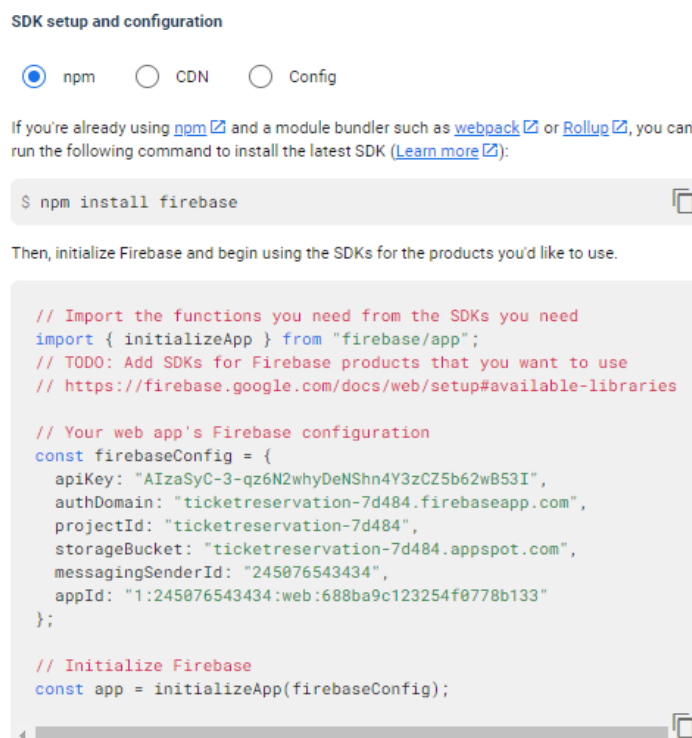 SDK setup and configuration
npm CDN Config
If you're already using npm and a module bundler such as webpack or Rollup, you can
run the following command to install the latest SDK (Learn more):
$ npm install firebase
Then, initialize Firebase and begin using the SDKs for the products you'd like to use.
// Import the functions you need from the SDKs you need
import { initializeApp } from "firebase/app";
// TODO: Add SDKs for Firebase products that you want to use
// https://firebase.google.com/docs/web/setup#available-libraries
// Your web app's Firebase configuration
const firebaseConfig = {
apiKey: "AIzaSyC-3-qz6N2whyDeNShn4Y3zCZ5b62wB53I",
authDomain: "ticketreservation-7d484.firebaseapp.com",
projectId: "ticketreservation-7d484",
storageBucket: "ticketreservation-7d484.appspot.com",
messagingSenderId: "245076543434",
appId: "1:245076543434:web:688ba9c123254f0778b133"
};
// Initialize Firebase
const app = initializeApp(firebaseConfig);